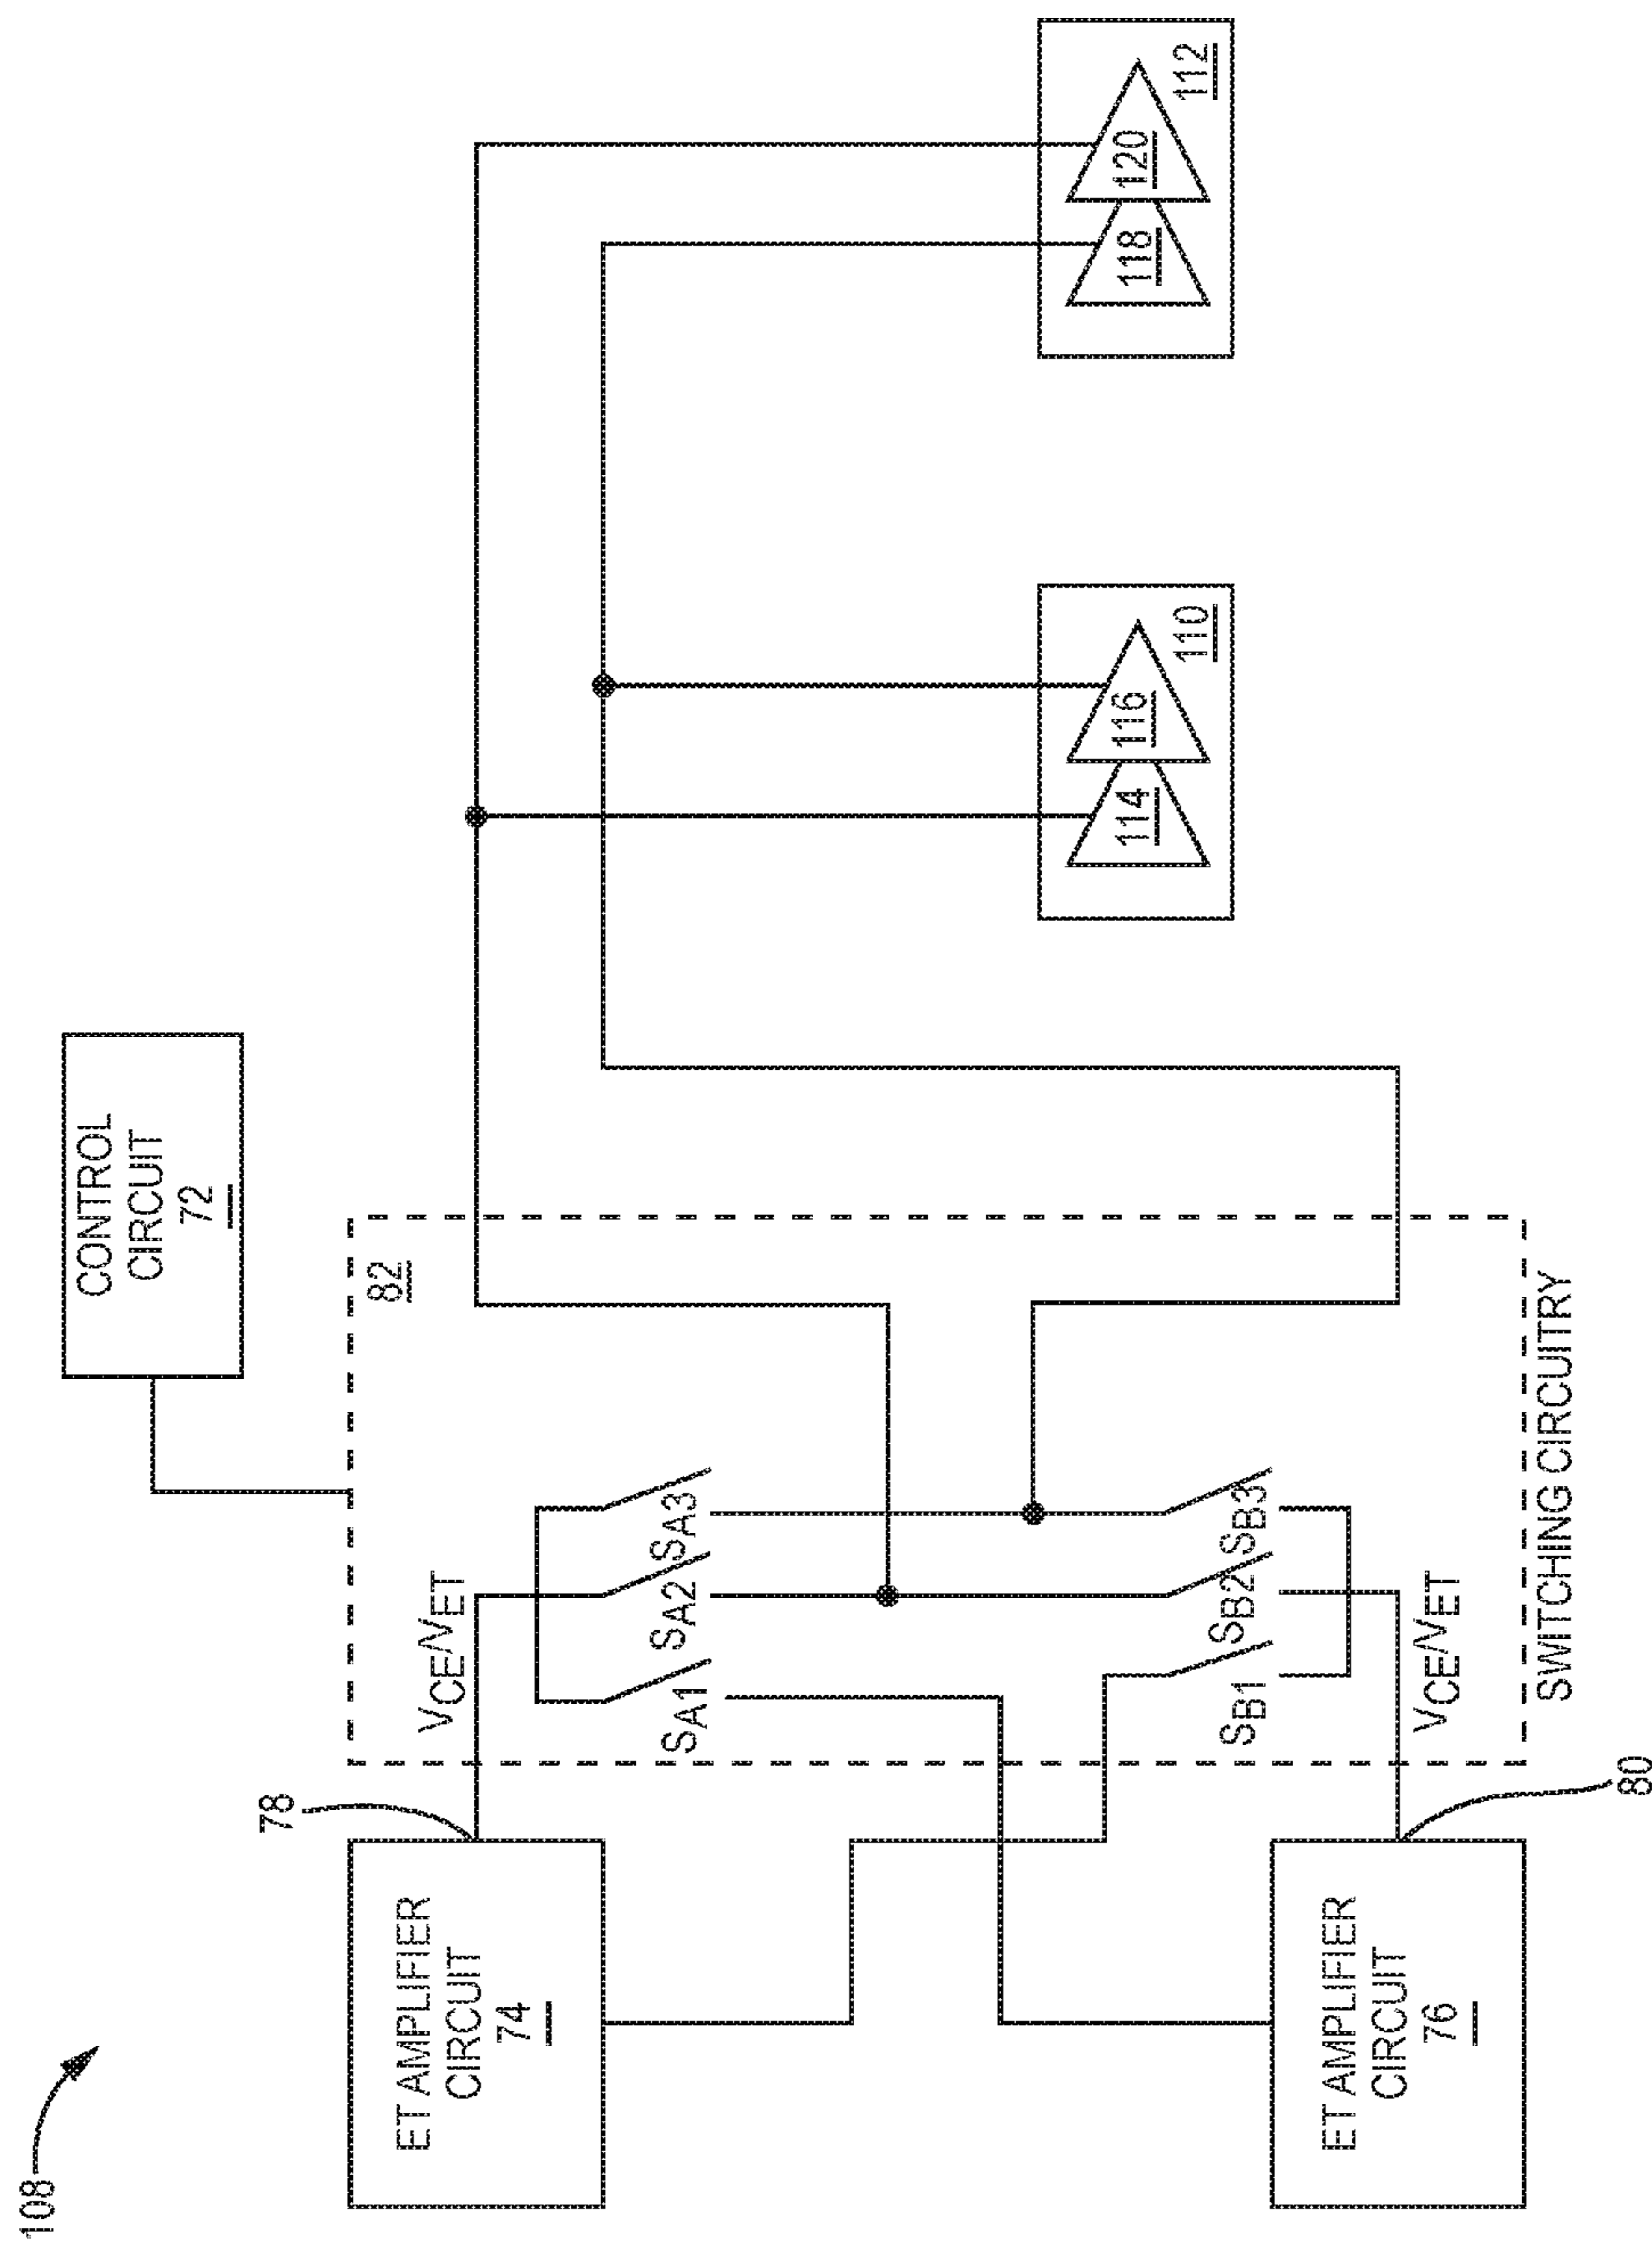 108
CONTROL
CIRCUIT
72
ET AMPLIFIER
CIRCUIT
74
78
VCE/VET
82
SA1
SA2
SA3
114
116
110
118
120
112
SB1
SB2
SB3
ET AMPLIFIER
CIRCUIT
76
80
VCE/VET
SWITCHING CIRCUITRY